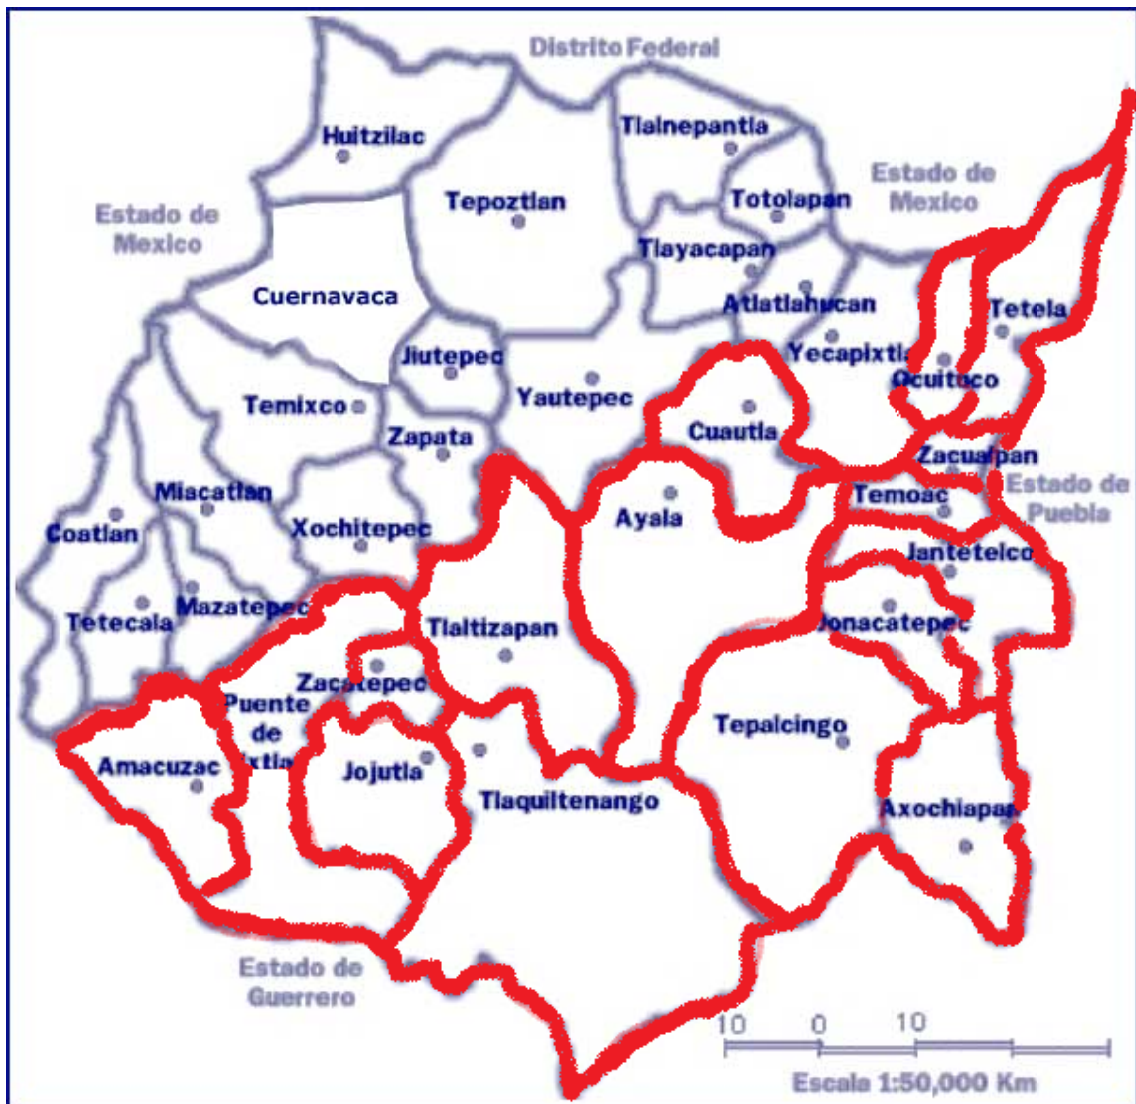 Distrito Federal
Huitzilac
Tlalnepantla
Estado de
Mexico
Tepoztlan
Totolapan
Estado de
Mexico
Tlayacapan
Cuernavaca
Atlatlahucan
Tetela
Jiutepec
Yecapixtla
Ocuituco
Temixco
Yautepec
Zapata
Cuautla
Zacualpan
Miacatlan
Temoac
Estado de
Puebla
Coatlan
Xochitepec
Ayala
Jantetelco
Tetecala
Mazatepec
Tlaltizapan
Jonacatepec
Zacatepec
Puente
de
Ixtla
Tepalcingo
Amacuzac
Jojutla
Tlaquiltenango
Axochiapan
Estado de
Guerrero
10 0 10
Escala 1:50,000 Km